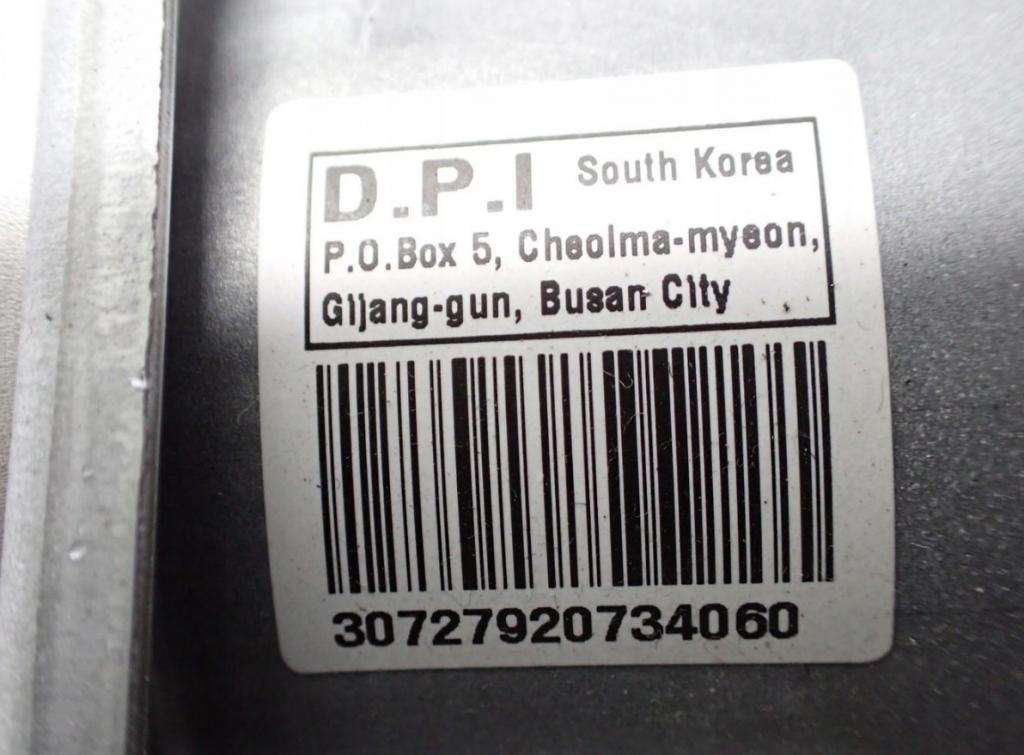 D.P.I South Korea
P.O.Box 5, Cheolma-myeon,
Gijang-gun, Busan City
30727920734060